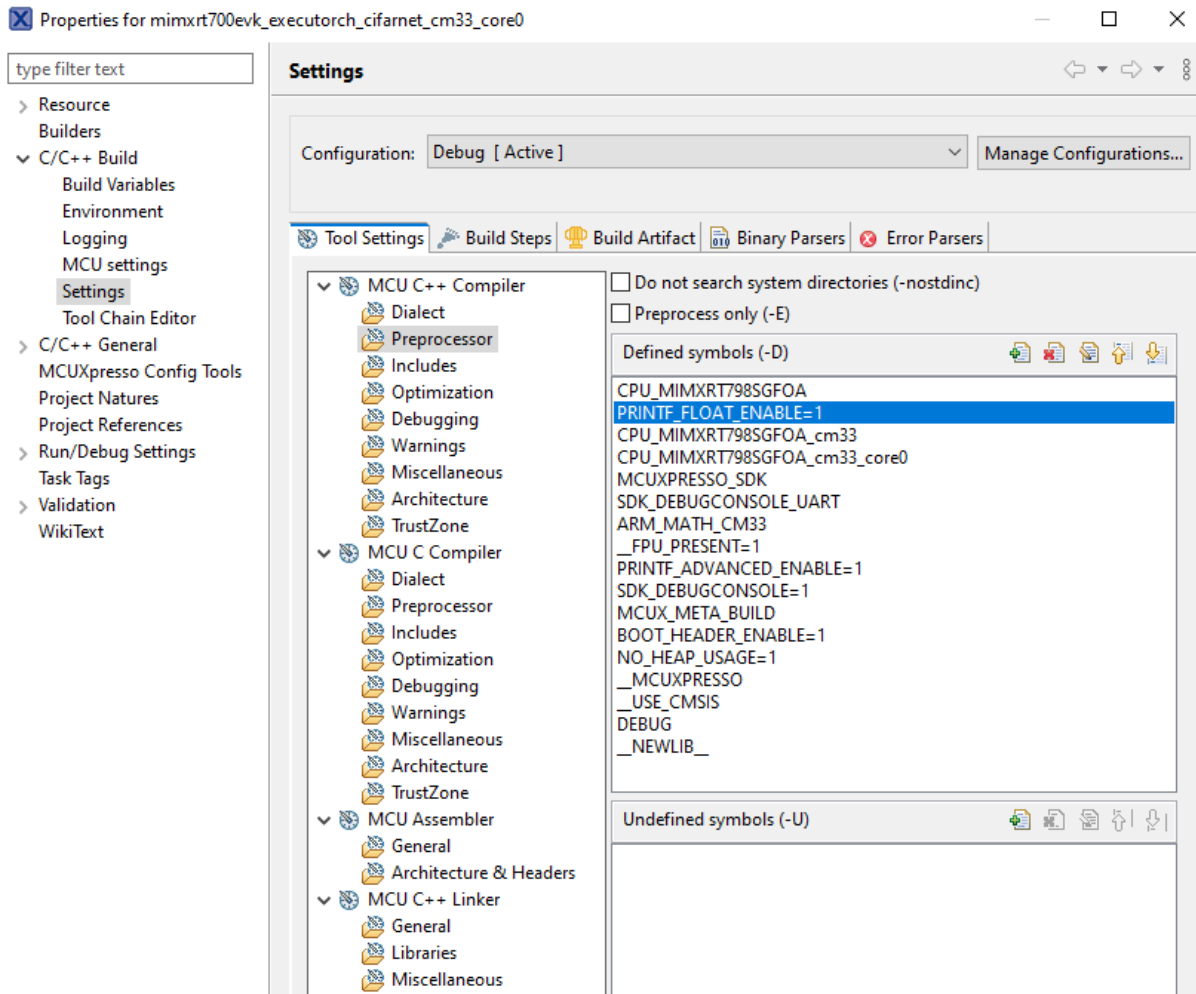 Properties for mimxrt700evk_executorch_cifarnet_cm33_core0
type filter text
Resource
Builders
C/C++ Build
Build Variables
Environment
Logging
MCU settings
Settings
Tool Chain Editor
C/C++ General
MCUXpresso Config Tools
Project Natures
Project References
Run/Debug Settings
Task Tags
Validation
WikiText
Settings
Configuration:
Debug [ Active ]
Manage Configurations...
Tool Settings
Build Steps
Build Artifact
Binary Parsers
Error Parsers
MCU C++ Compiler
Dialect
Preprocessor
Includes
Optimization
Debugging
Warnings
Miscellaneous
Architecture
TrustZone
MCU C Compiler
Dialect
Preprocessor
Includes
Optimization
Debugging
Warnings
Miscellaneous
Architecture
TrustZone
MCU Assembler
General
Architecture & Headers
MCU C++ Linker
General
Libraries
Miscellaneous
Do not search system directories (-nostdinc)
Preprocess only (-E)
Defined symbols (-D)
CPU_MIMXRT798SGFOA
PRINTF_FLOAT_ENABLE=1
CPU_MIMXRT798SGFOA_cm33
CPU_MIMXRT798SGFOA_cm33_core0
MCUXPRESSO_SDK
SDK_DEBUGCONSOLE_UART
ARM_MATH_CM33
__FPU_PRESENT=1
PRINTF_ADVANCED_ENABLE=1
SDK_DEBUGCONSOLE=1
MCUX_META_BUILD
BOOT_HEADER_ENABLE=1
NO_HEAP_USAGE=1
__MCUXPRESSO
__USE_CMSIS
DEBUG
__NEWLIB__
Undefined symbols (-U)